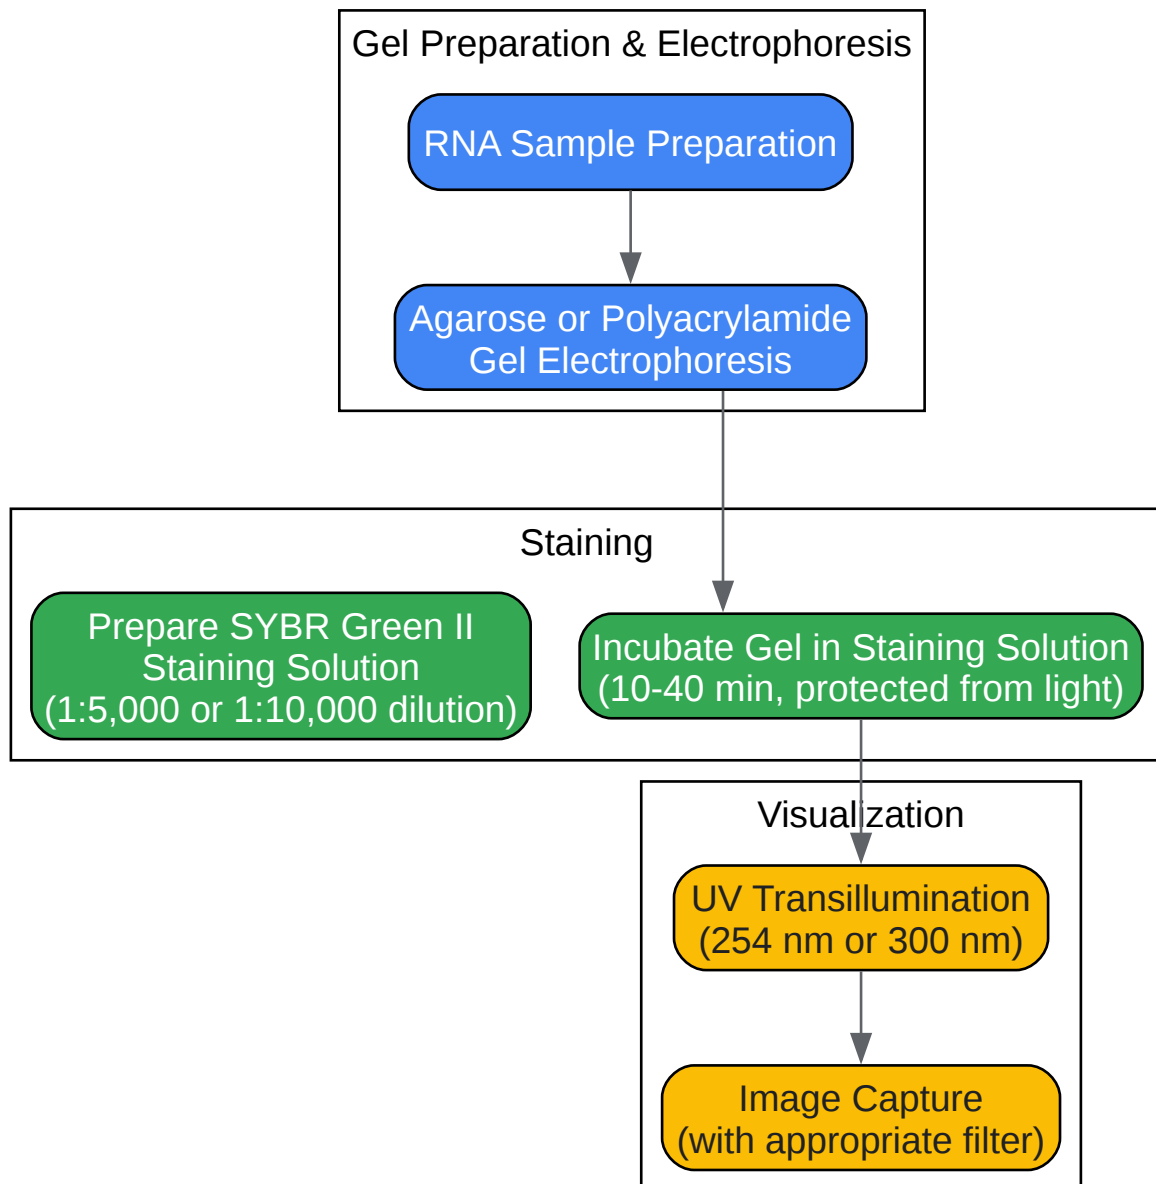 Gel Preparation & Electrophoresis
RNA Sample Preparation
Agarose or Polyacrylamide
Gel Electrophoresis
Staining
Prepare SYBR Green II
Staining Solution
(1:5,000 or 1:10,000 dilution)
Incubate Gel in Staining Solution
(10-40 min, protected from light)
Visualization
UV Transillumination
(254 nm or 300 nm)
Image Capture
(with appropriate filter)